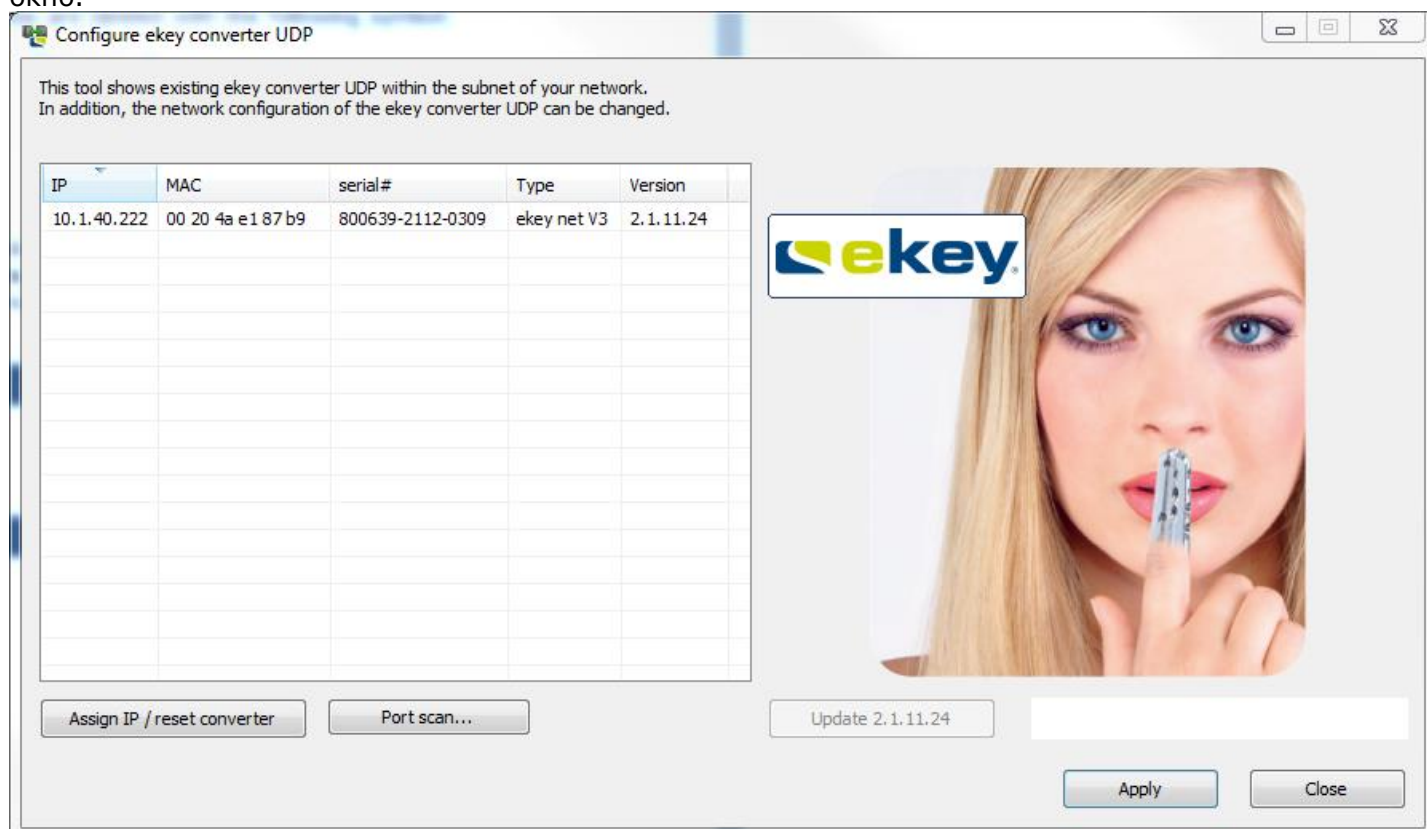 окно:
Configure ekey converter UDP
This tool shows existing ekey converter UDP within the subnet of your network.
In addition, the network configuration of the ekey converter UDP can be changed.
IP MAC serial# Type Version
10.1.40.222 00 20 4a e1 87 b9 800639-2112-0309 ekey net V3 2.1.11.24
ekey
Assign IP / reset converter Port scan... Update 2.1.11.24
Apply Close